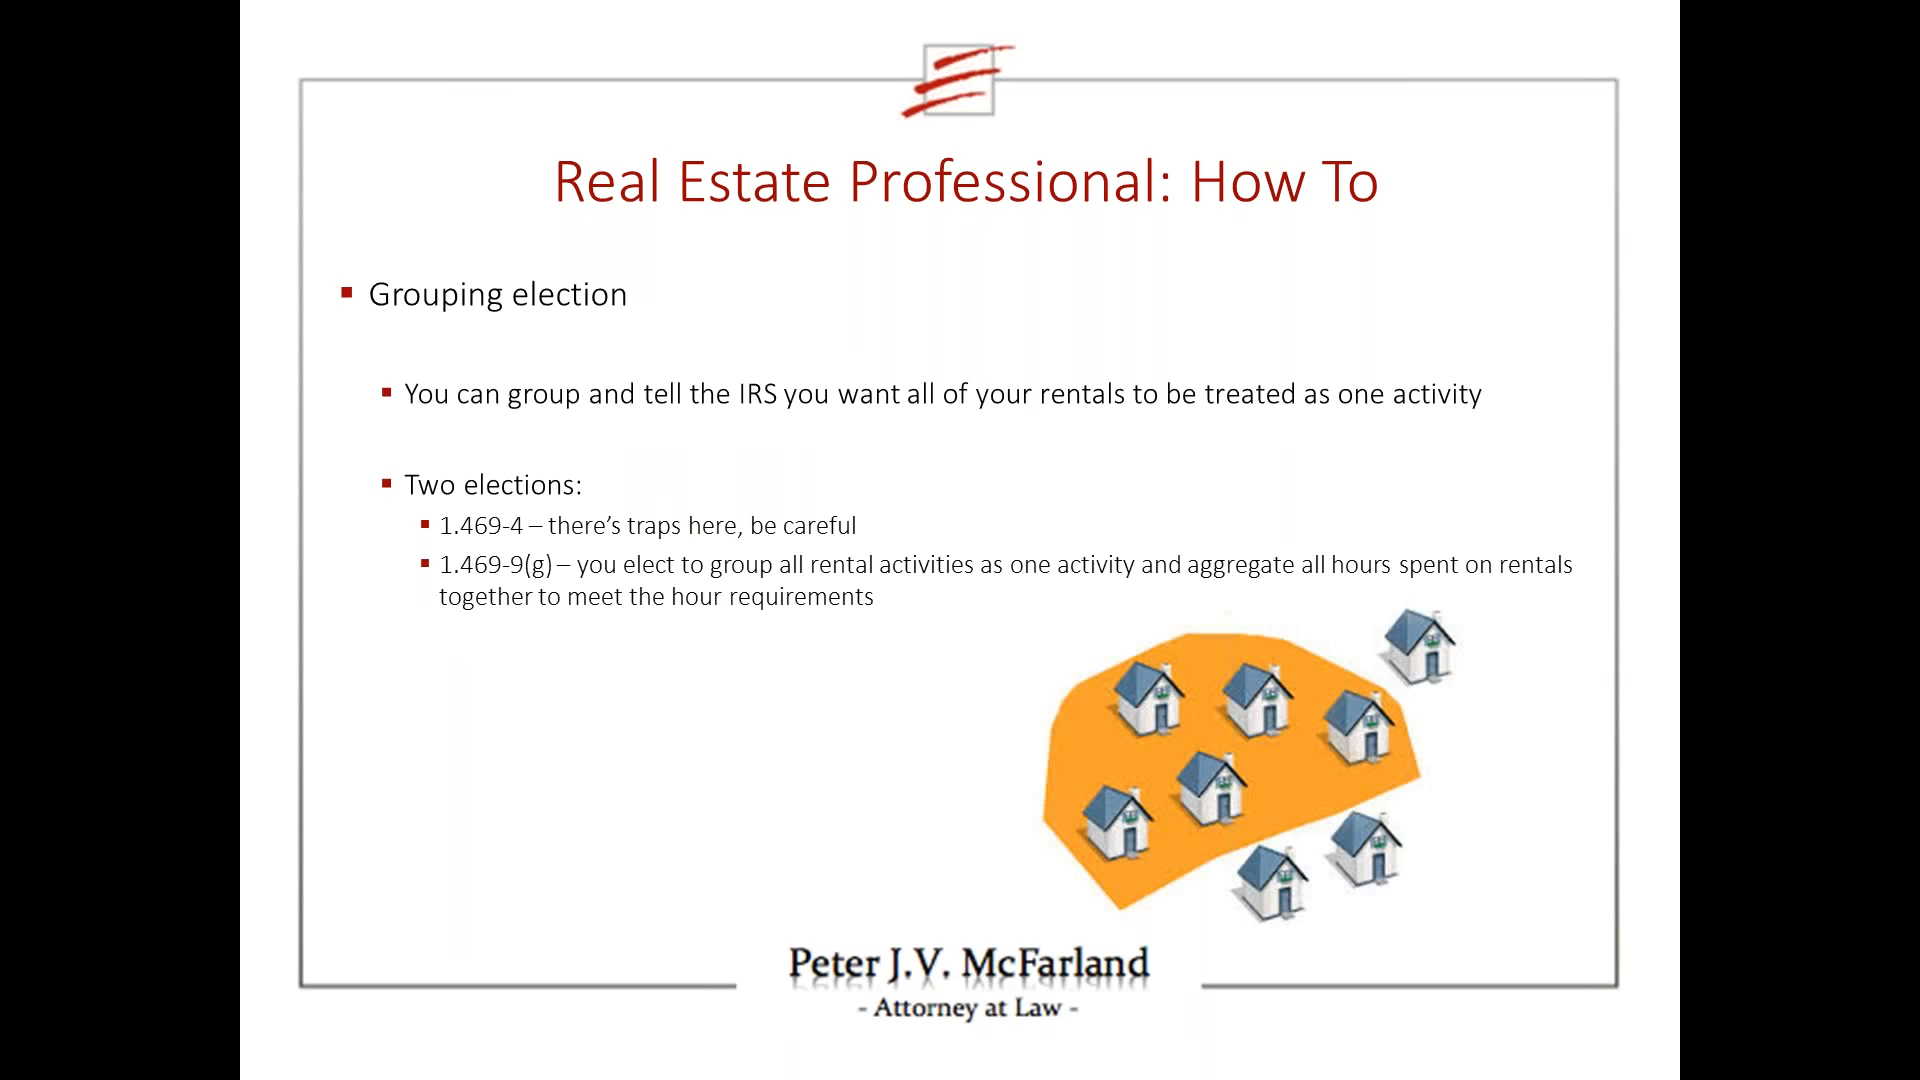 Real Estate Professional: How To
▪ Grouping election
▪ You can group and tell the IRS you want all of your rentals to be treated as one activity
▪ Two elections:
▪ 1.469-4 – there’s traps here, be careful
▪ 1.469-9(g) – you elect to group all rental activities as one activity and aggregate all hours spent on rentals
together to meet the hour requirements
Peter J.V. McFarland
- Attorney at Law -